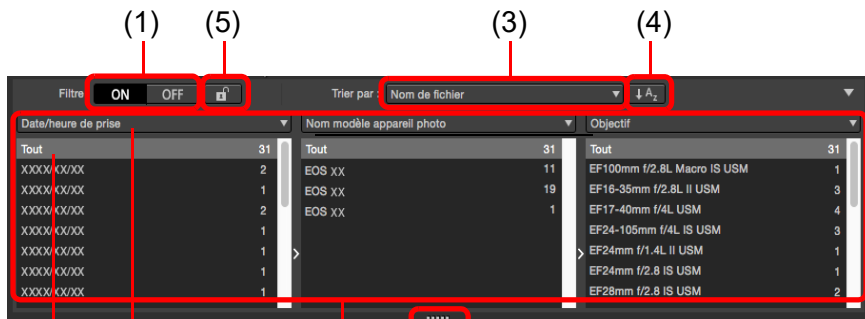 (1) (5) (3) (4)
Filtre ON OFF Trier par : Nom de fichier A Z
Date/heure de prise Nom modèle appareil photo Objectif
Tout 31 Tout 31 Tout 31
XXXX/XX/XX 2 EOS XX 11 EF100mm f/2.8L Macro IS USM 1
XXXX/XX/XX 1 EOS XX 19 EF16-35mm f/2.8L II USM 3
XXXX/XX/XX 2 EOS XX 1 EF17-40mm f/4L USM 4
XXXX/XX/XX 1 EF24-105mm f/4L IS USM 3
XXXX/XX/XX 1 EF24mm f/1.4L II USM 1
XXXX/XX/XX 1 EF24mm f/2.8 IS USM 1
XXXX/XX/XX 1 EF28mm f/2.8 IS USM 2